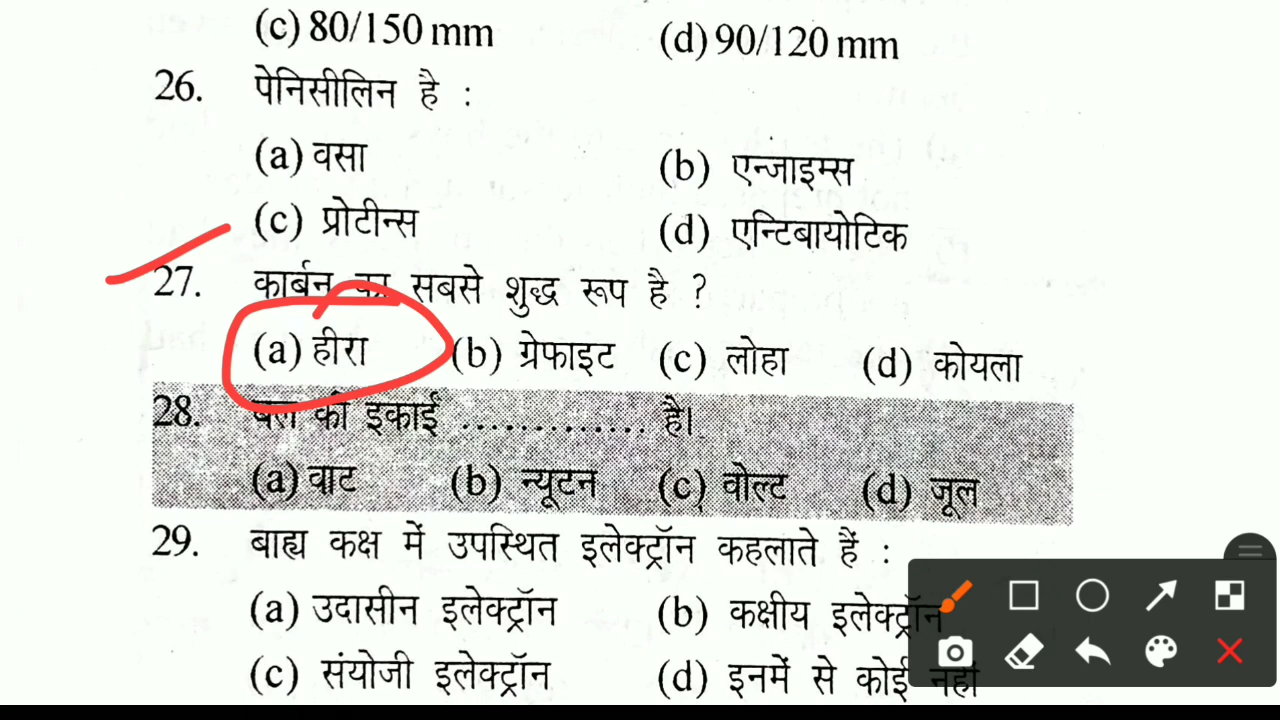 (c) 80/150 mm (d) 90/120 mm
26. पेनिसीलिन है :
(a) वसा (b) एन्जाइम्स
(c) प्रोटीन्स (d) एन्टिबायोटिक
27. कार्बन का सबसे शुद्ध रूप है ?
(a) हीरा (b) ग्रेफाइट (c) लोहा (d) कोयला
28. बल की इकाई ............. है।
(a) वाट (b) न्यूटन (c) वोल्ट (d) जूल
29. बाह्य कक्ष में उपस्थित इलेक्ट्रॉन कहलाते हैं :
(a) उदासीन इलेक्ट्रॉन (b) कक्षीय इलेक्ट्रॉन
(c) संयोजी इलेक्ट्रॉन (d) इनमें से कोई नहीं